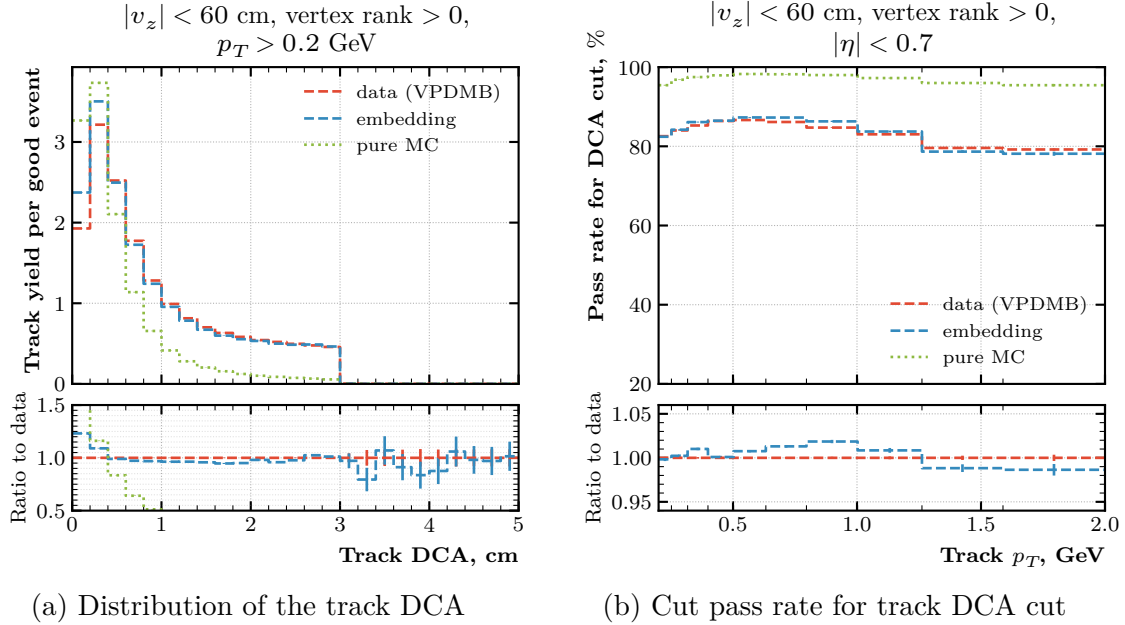 |v_z| < 60 cm, vertex rank > 0,
p_T > 0.2 GeV
Track yield per good event
3
2
1
0
data (VPDMB)
embedding
pure MC
Ratio to data
1.5
1.0
0.5
0
1
2
3
4
5
Track DCA, cm
(a) Distribution of the track DCA
|v_z| < 60 cm, vertex rank > 0,
|η| < 0.7
Pass rate for DCA cut, %
100
80
60
40
20
data (VPDMB)
embedding
pure MC
Ratio to data
1.05
1.00
0.95
0.5
1.0
1.5
2.0
Track p_T, GeV
(b) Cut pass rate for track DCA cut